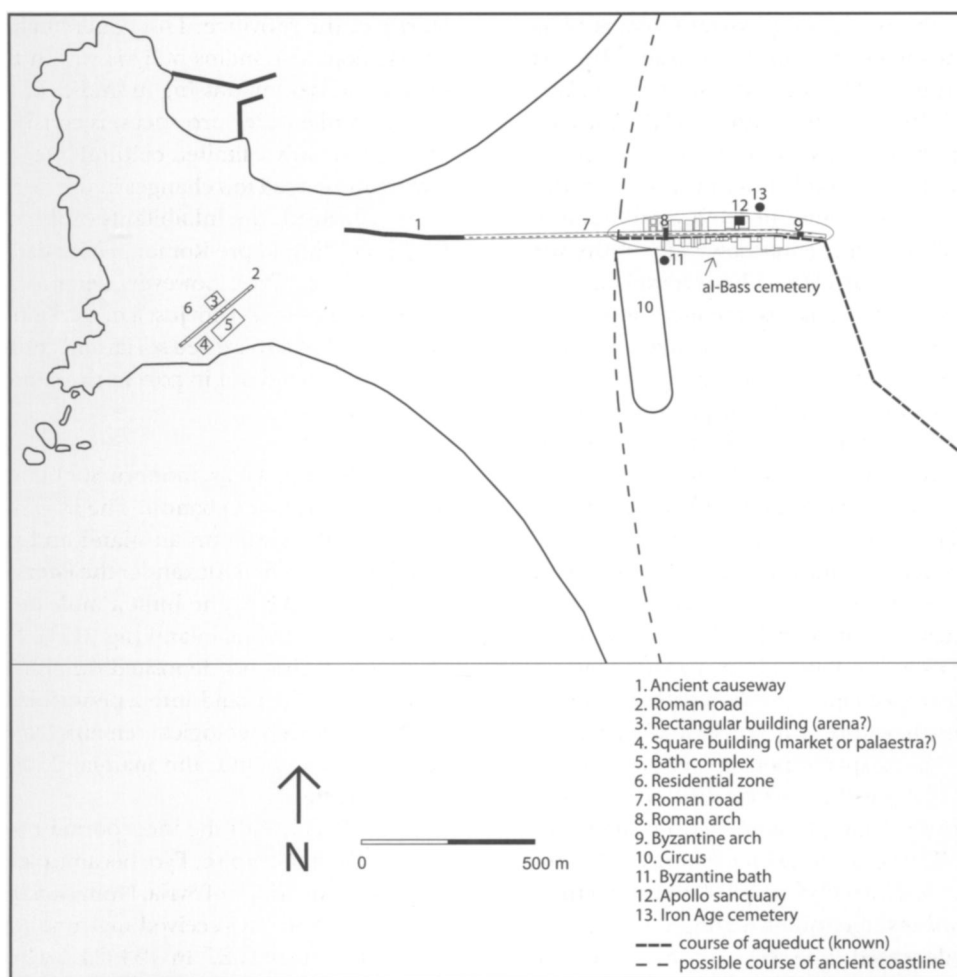 1
7
8
12
13
9
11
al-Bass cemetery
10
2
3
6
5
4
1. Ancient causeway
2. Roman road
3. Rectangular building (arena?)
4. Square building (market or palaestra?)
5. Bath complex
6. Residential zone
7. Roman road
8. Roman arch
9. Byzantine arch
10. Circus
11. Byzantine bath
12. Apollo sanctuary
13. Iron Age cemetery
course of aqueduct (known)
possible course of ancient coastline
N
0 500 m